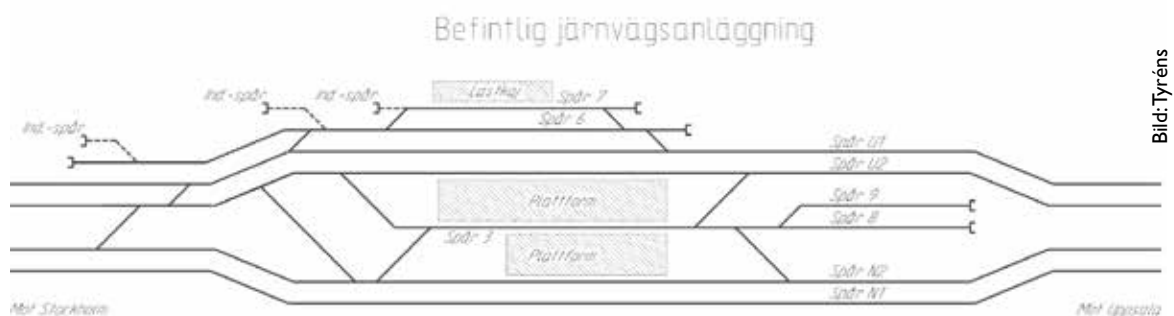 Befintlig järnvägsanläggning
Bild: Tyréns
Lastkaj
Ind.-spår
Ind.-spår
Spår 7
Spår 6
Ind.-spår
Spår U1
Spår U2
Plattform
Spår 9
Spår 8
Spår 3
Plattform
Spår N2
Spår N1
Mot Stockholm
Mot Uppsala